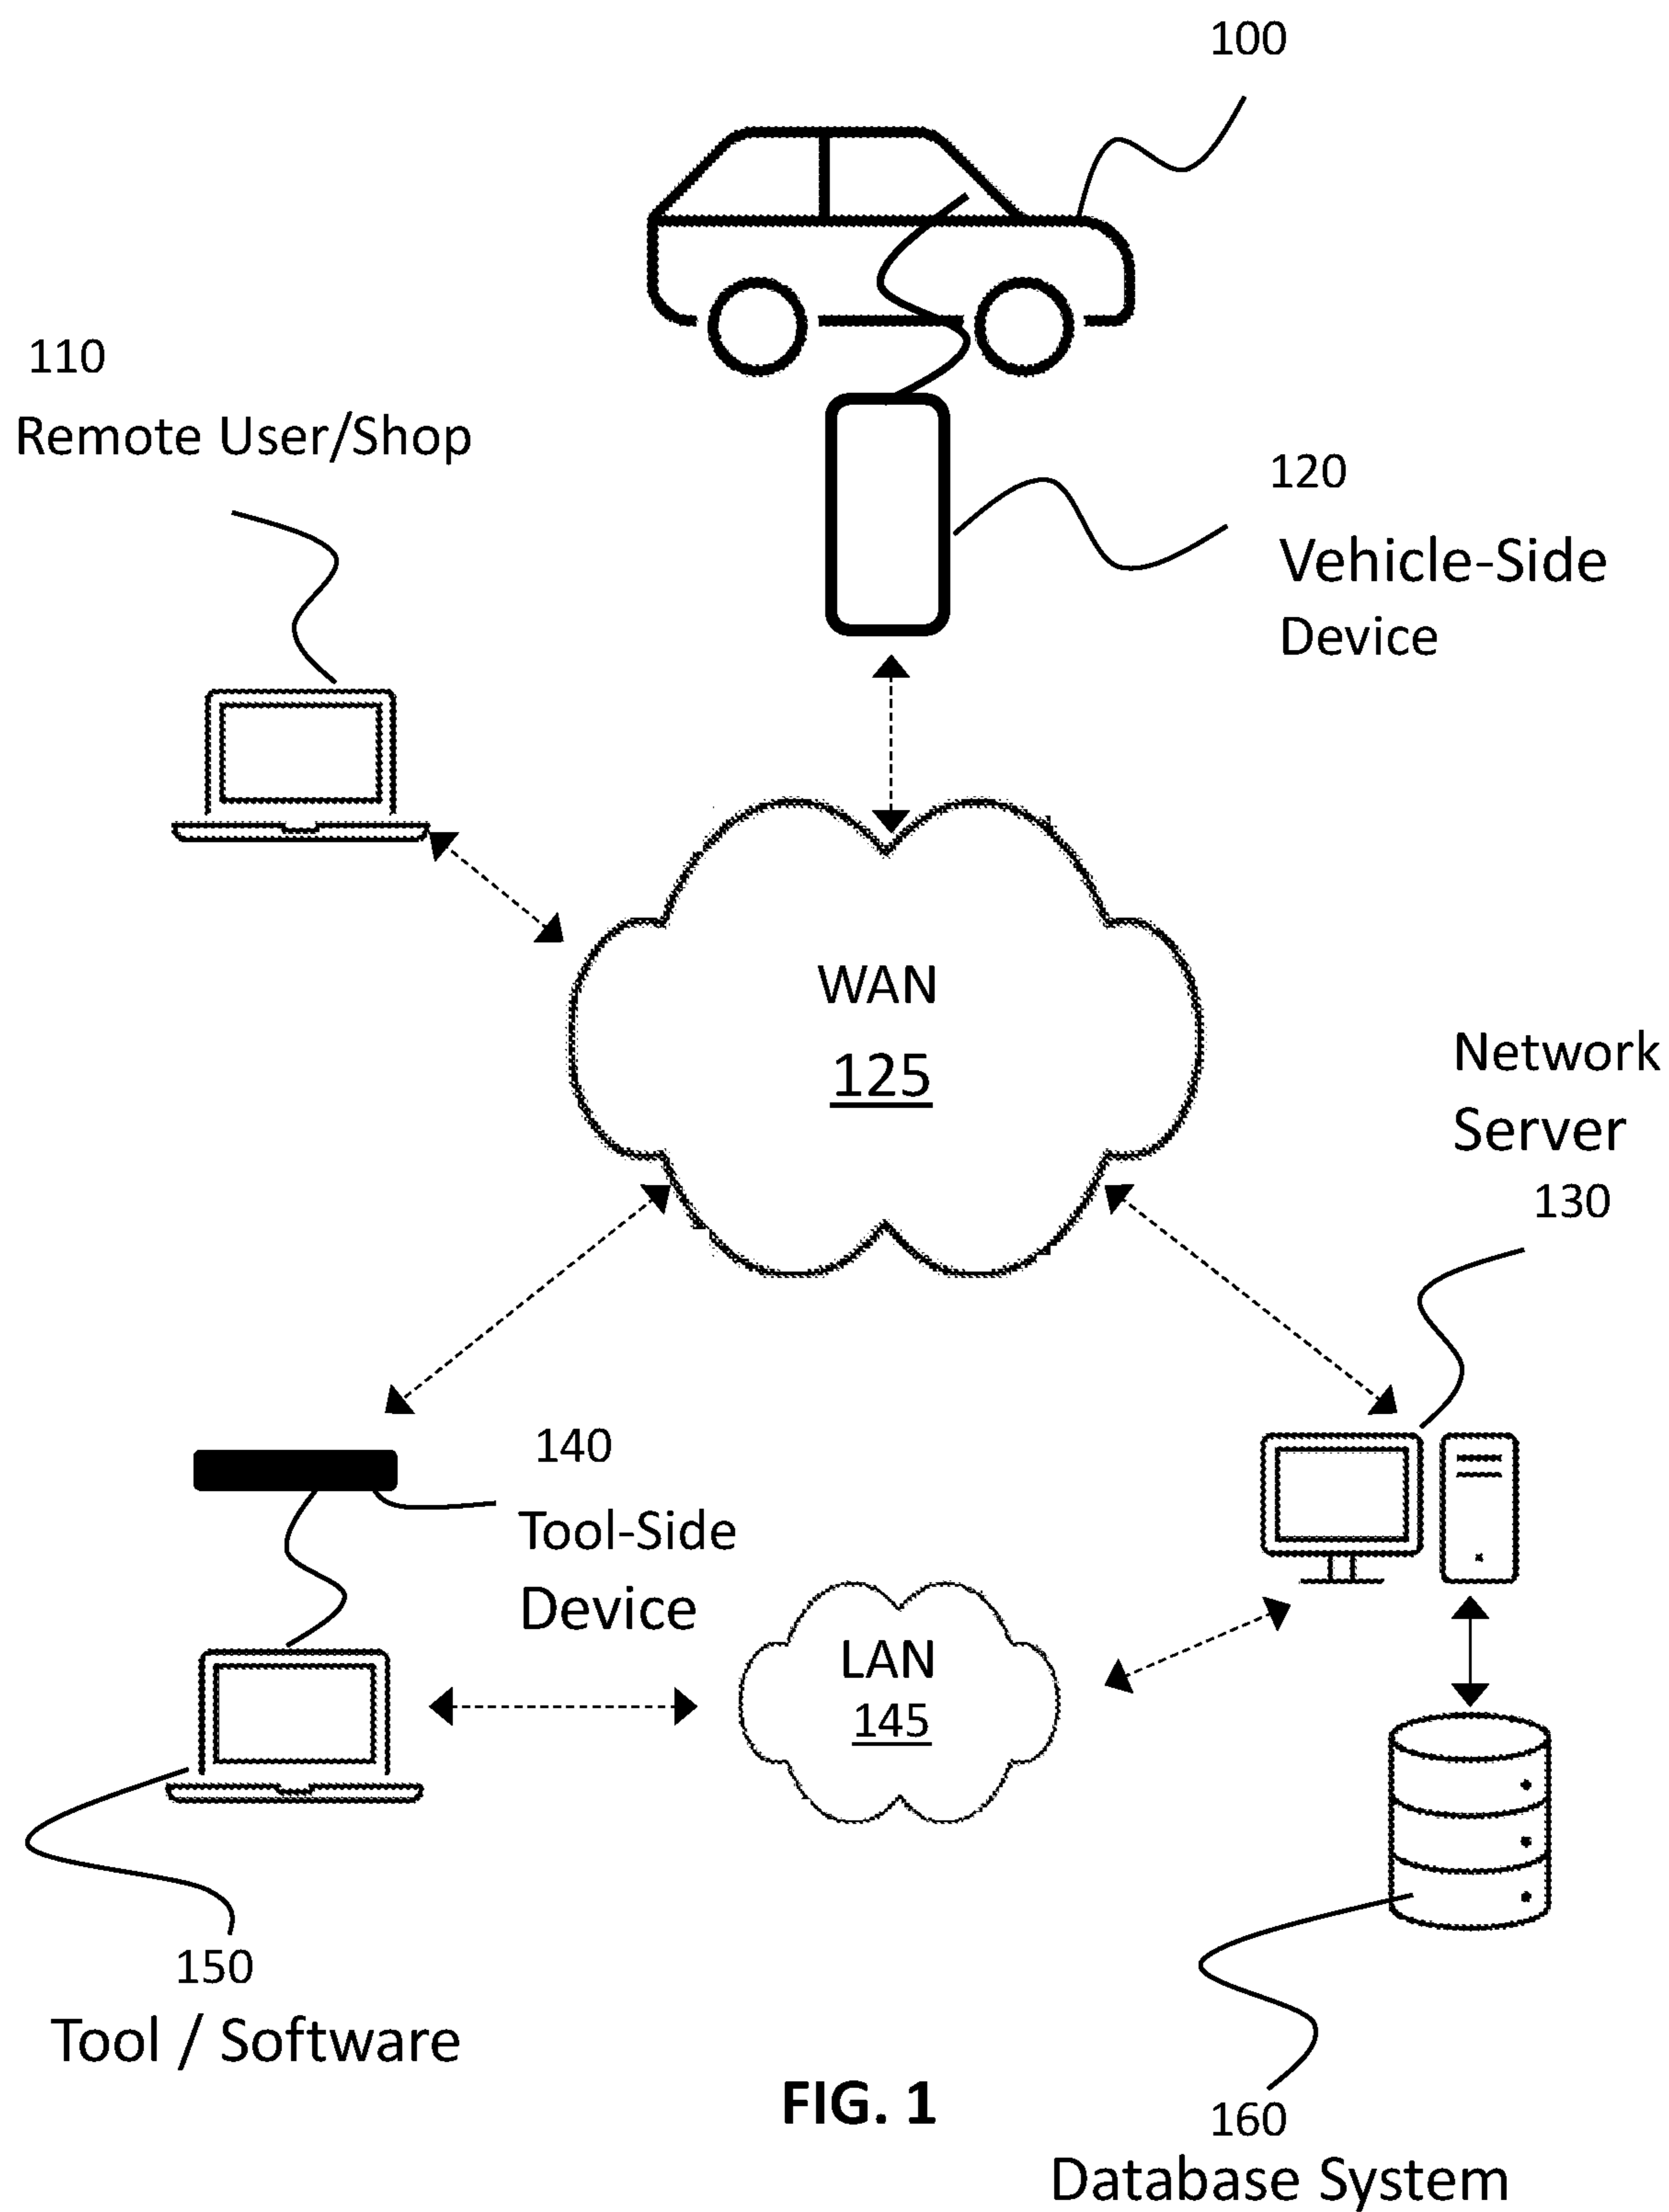 100
110
Remote User/Shop
120
Vehicle-Side
Device
WAN
125
Network
Server
130
140
Tool-Side
Device
LAN
145
150
Tool / Software
FIG. 1
160
Database System